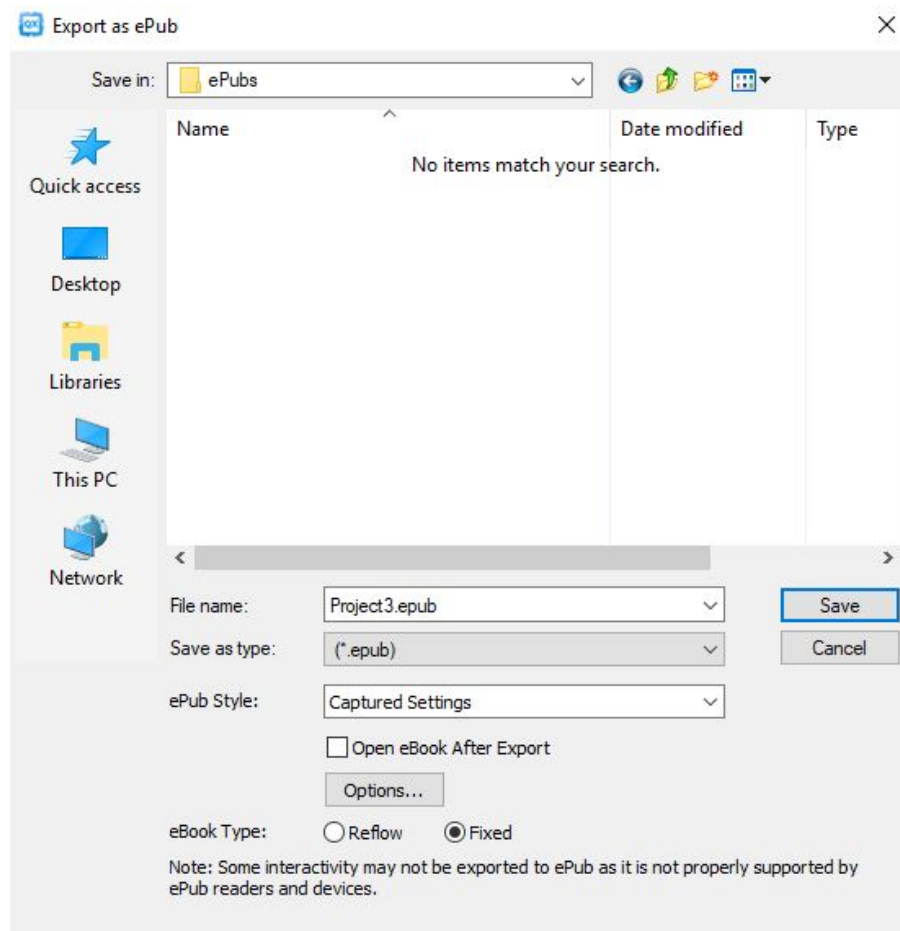 Export as ePub
Save in: ePubs
Name Date modified Type
No items match your search.
Quick access
Desktop
Libraries
This PC
Network
File name: Project3.epub Save
Save as type: (*.epub) Cancel
ePub Style: Captured Settings
Open eBook After Export
Options...
eBook Type: Reflow Fixed
Note: Some interactivity may not be exported to ePub as it is not properly supported by
ePub readers and devices.